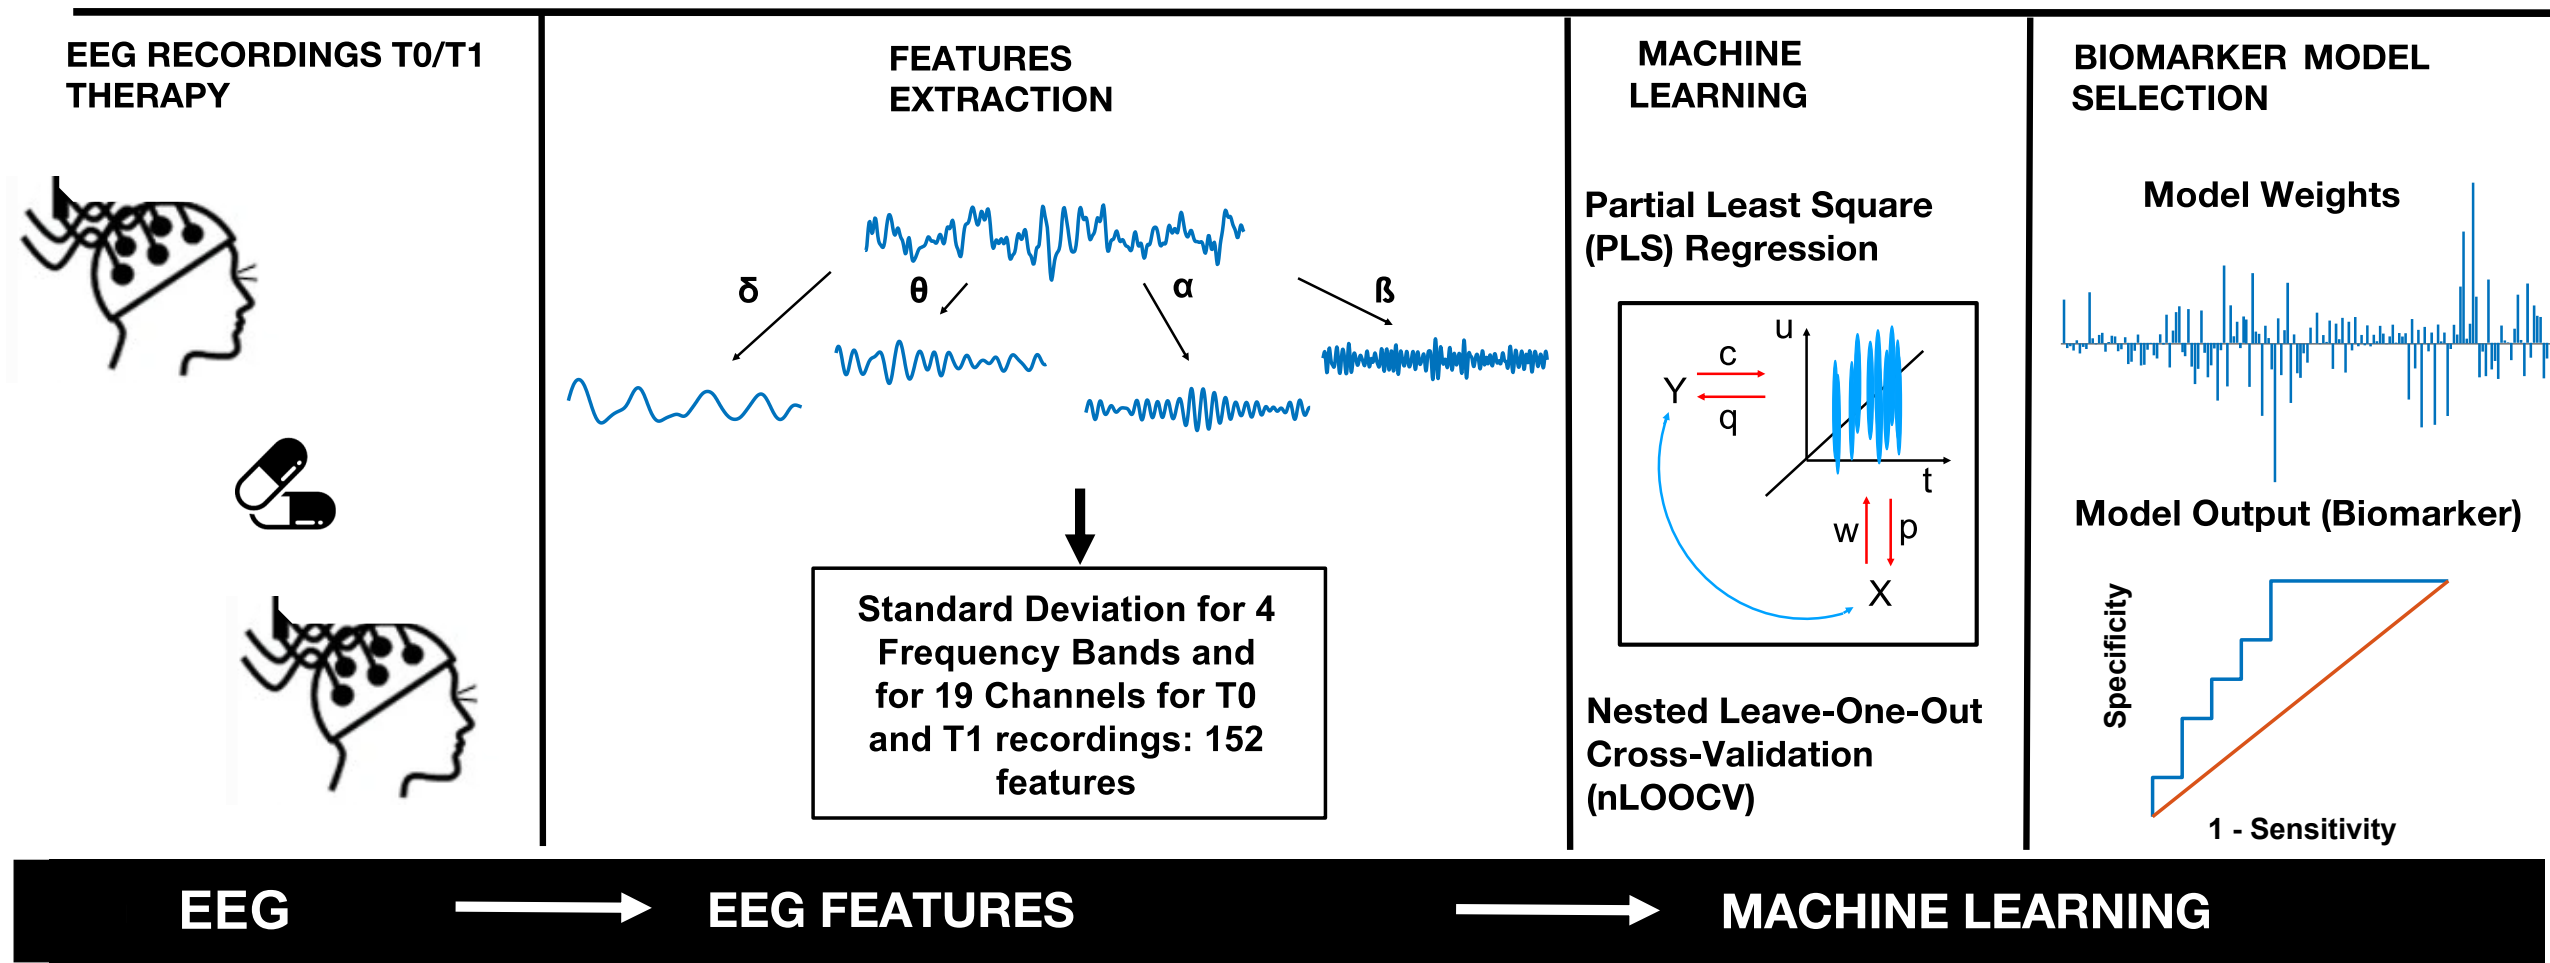 EEG RECORDINGS T0/T1
THERAPY
FEATURES
EXTRACTION
δ
θ
α
ß
Standard Deviation for 4
Frequency Bands and
for 19 Channels for T0
and T1 recordings: 152
features
MACHINE
LEARNING
Partial Least Square
(PLS) Regression
u
c
Y
q
t
w
p
X
Nested Leave-One-Out
Cross-Validation
(nLOOCV)
BIOMARKER MODEL
SELECTION
Model Weights
Model Output (Biomarker)
Specificity
1 - Sensitivity
EEG
EEG FEATURES
MACHINE LEARNING